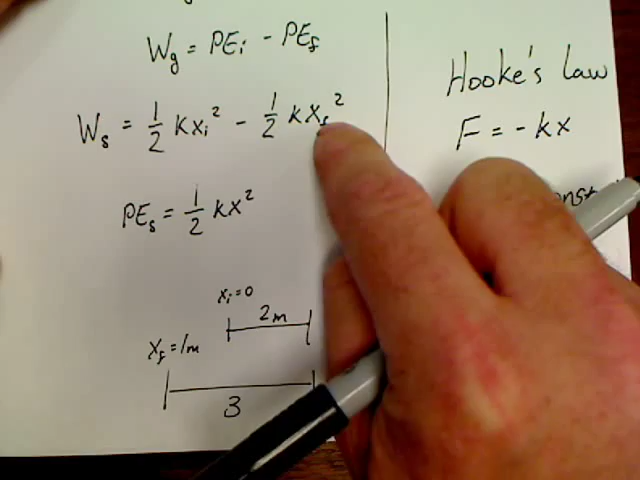 Wg = PEi - PEf
Ws = 1/2 kxi² - 1/2 kxf²
PEs = 1/2 kx²
xi=0
2m
xf=1m
3
Hooke's law
F = -kx